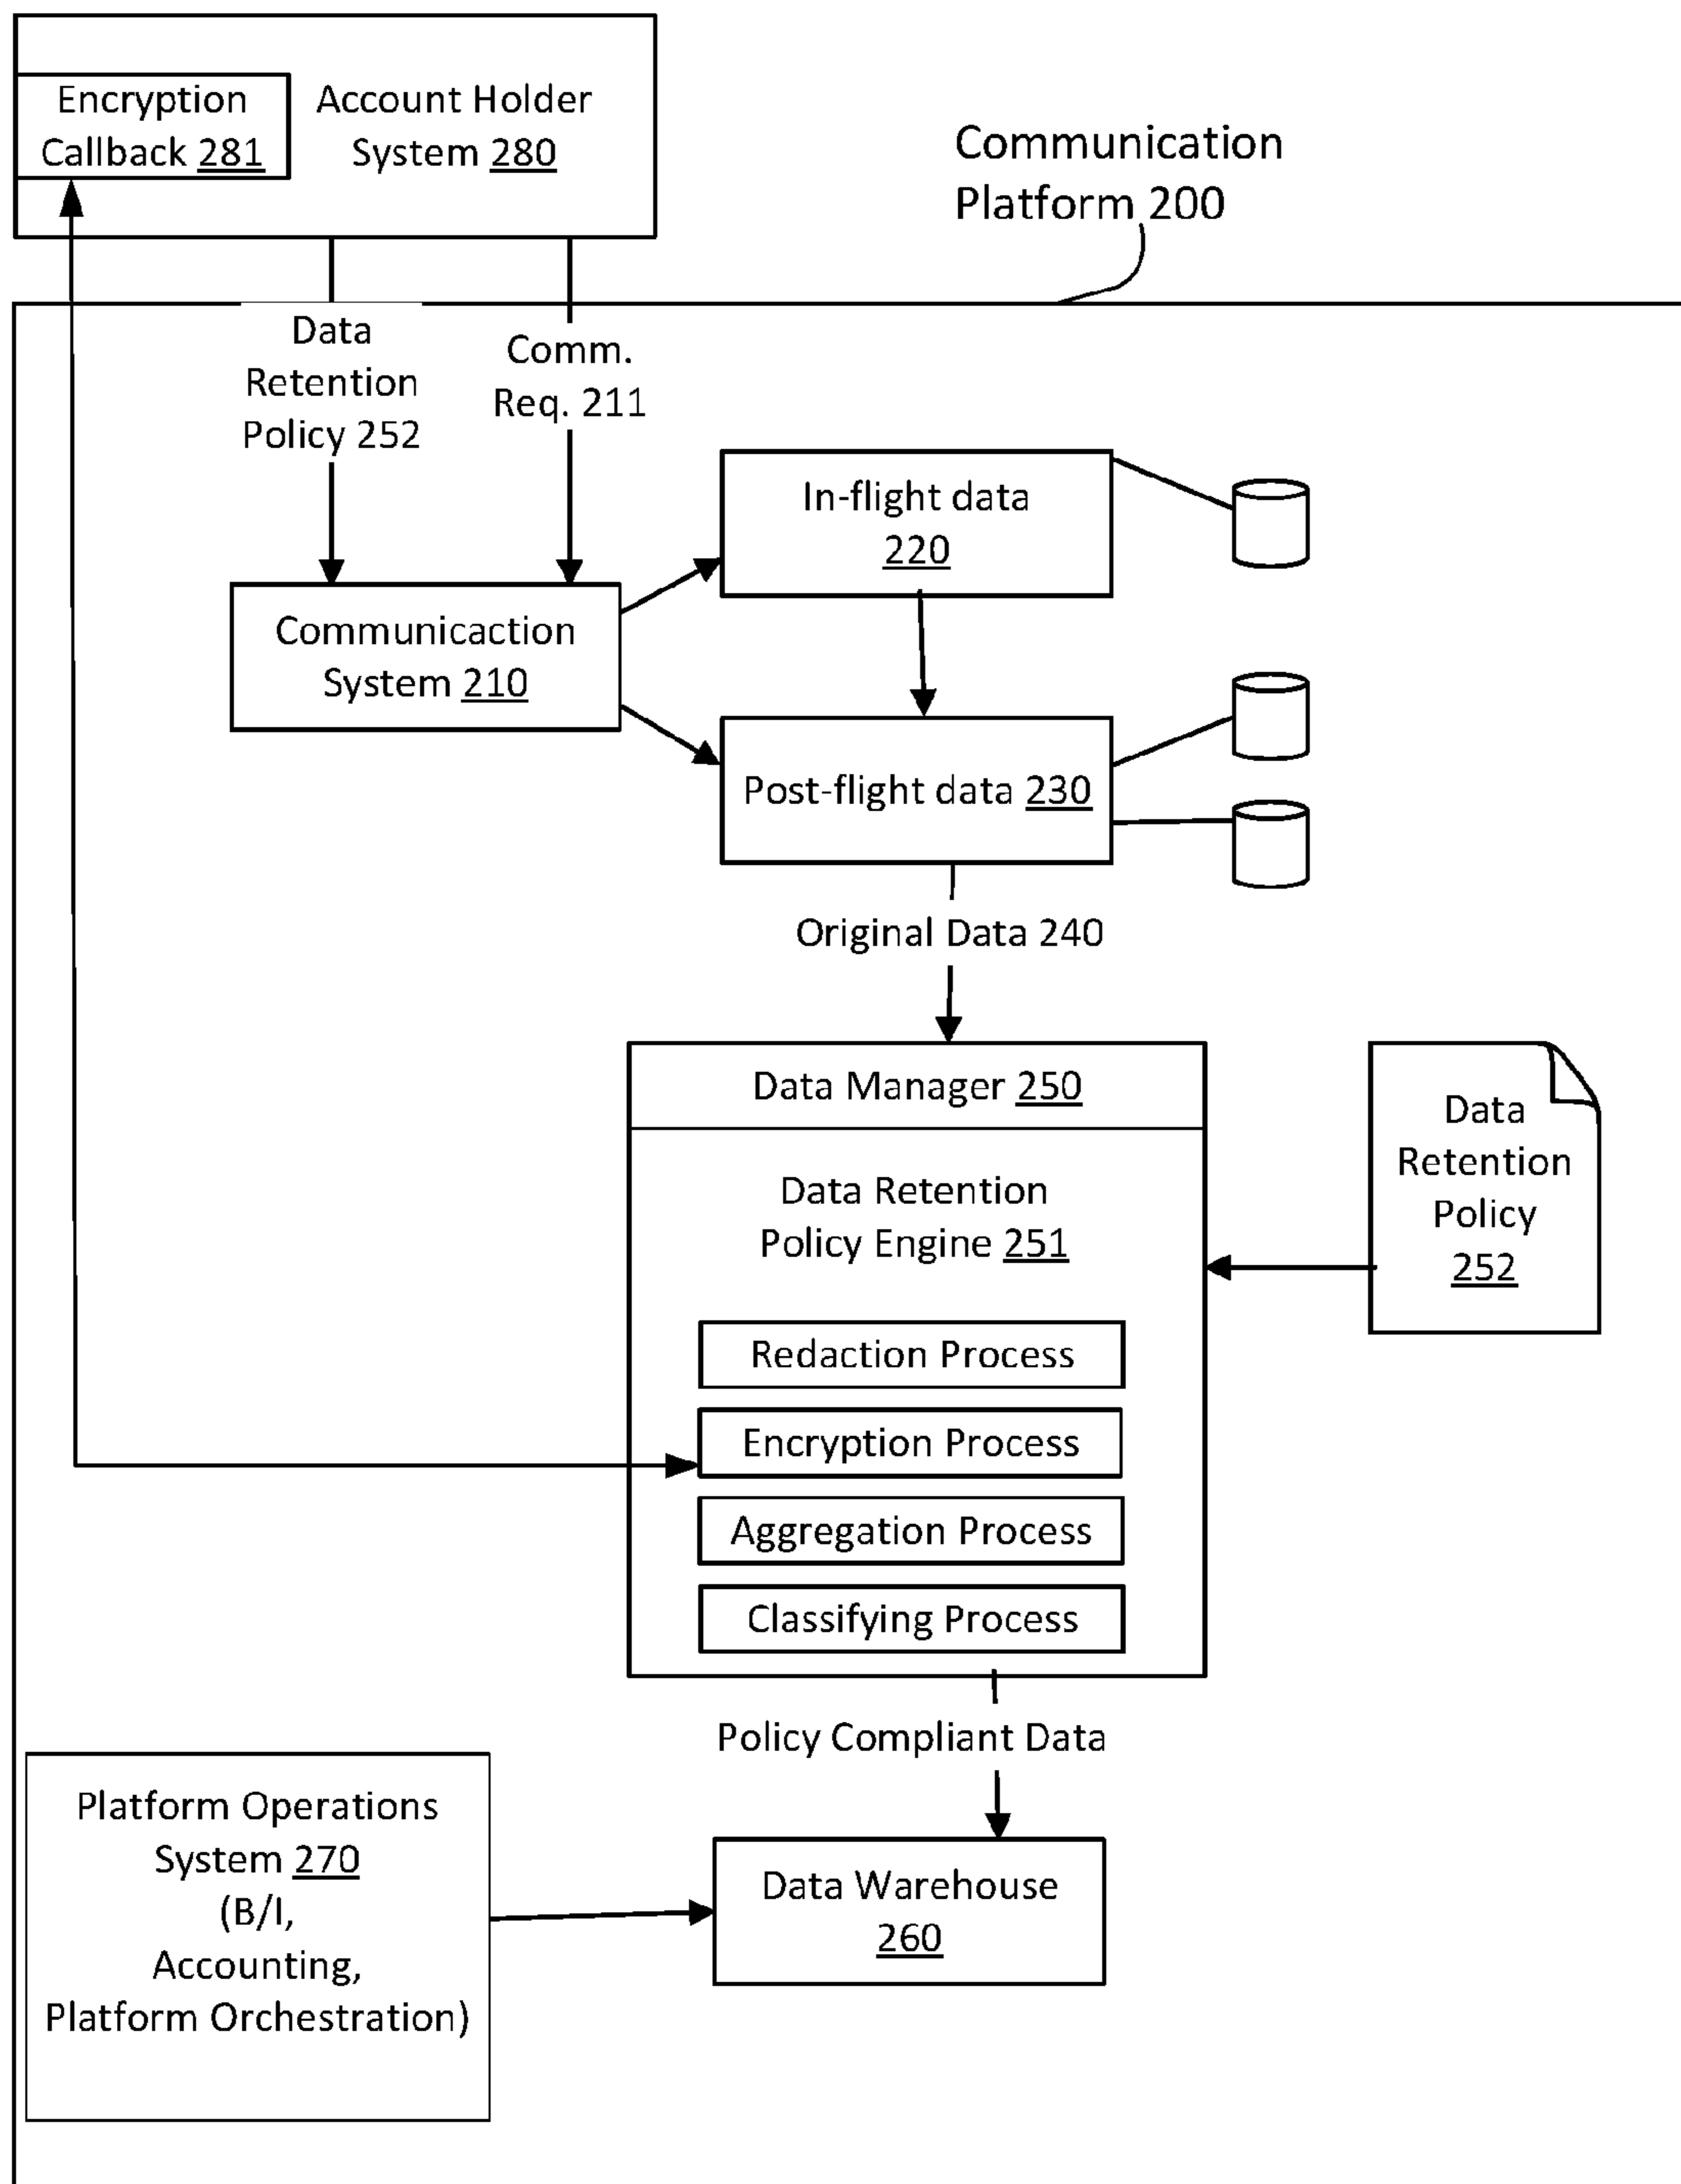 Encryption
Callback 281
Account Holder
System 280
Communication
Platform 200
Data
Retention
Policy 252
Comm.
Req. 211
In-flight data
220
Communicaction
System 210
Post-flight data 230
Original Data 240
Data Manager 250
Data Retention
Policy Engine 251
Data
Retention
Policy
252
Redaction Process
Encryption Process
Aggregation Process
Classifying Process
Policy Compliant Data
Platform Operations
System 270
(B/I,
Accounting,
Platform Orchestration)
Data Warehouse
260